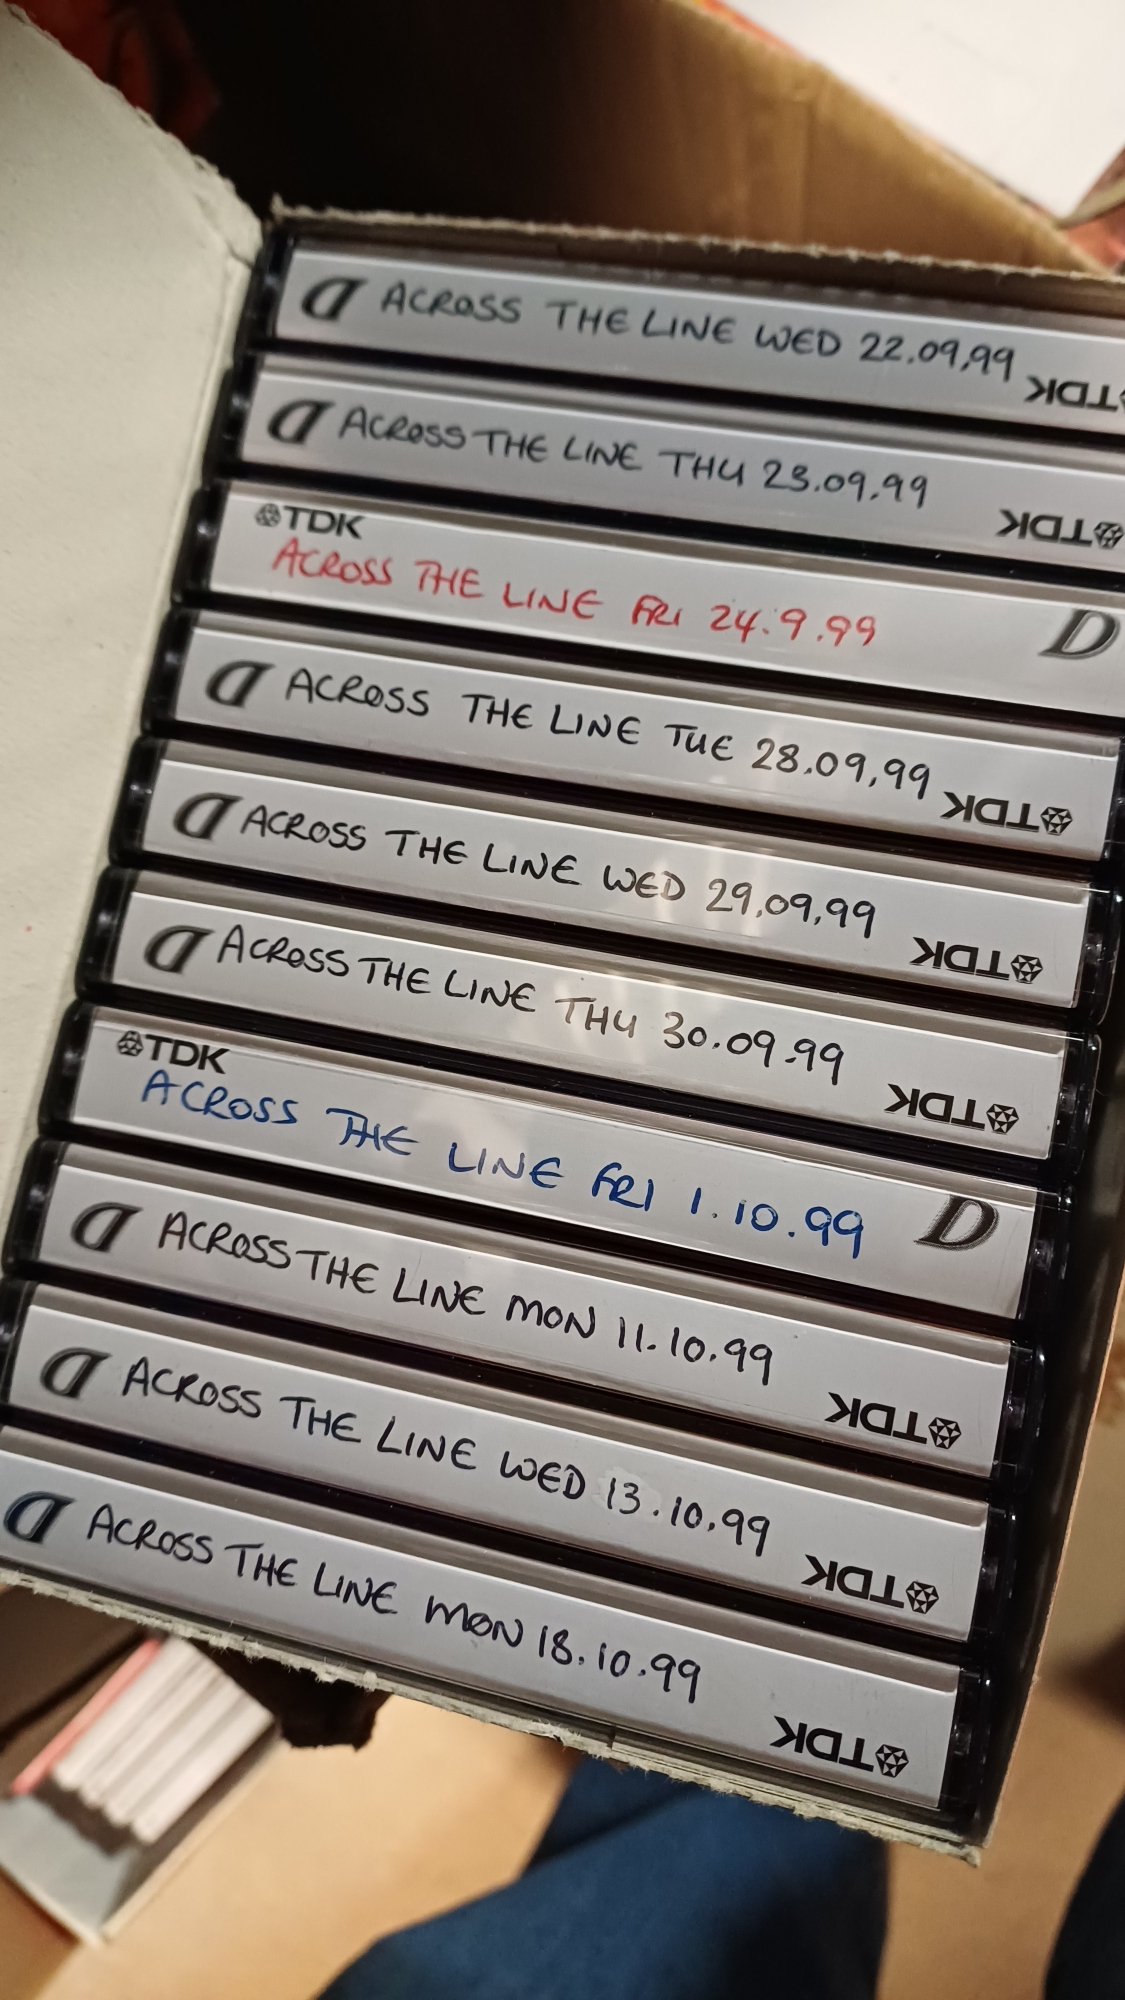 D ACROSS THE LINE WED 22.09.99 TDK
D ACROSS THE LINE THU 23.09.99 TDK
TDK
ACROSS THE LINE FRI 24.9.99 D
D ACROSS THE LINE TUE 28.09.99 TDK
D ACROSS THE LINE WED 29.09.99 TDK
D ACROSS THE LINE THU 30.09.99 TDK
TDK
ACROSS THE LINE FRI 1.10.99 D
D ACROSS THE LINE MON 11.10.99 TDK
D ACROSS THE LINE WED 13.10.99 TDK
D ACROSS THE LINE MON 18.10.99 TDK